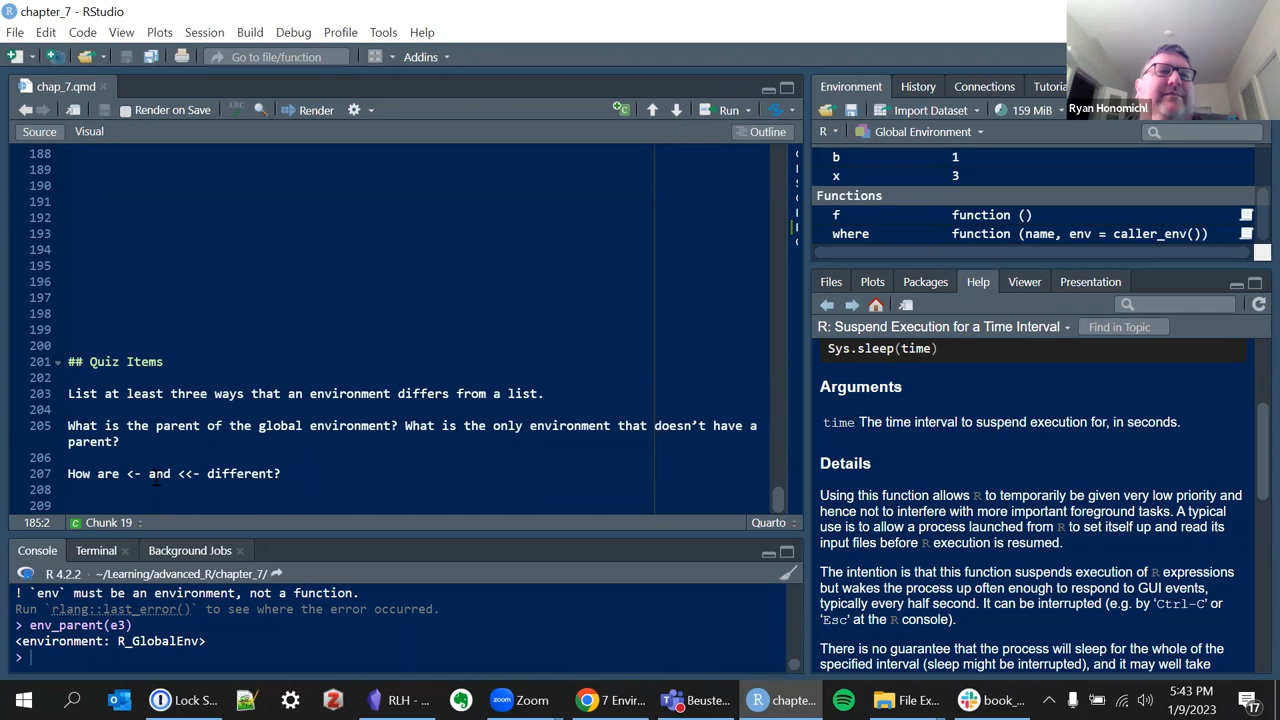 chapter_7 - RStudio
File Edit Code View Plots Session Build Debug Profile Tools Help
Go to file/function Addins
Ryan Honomichl
chap_7.qmd
Render on Save ABC Render Run
Source Visual Outline
188
189
190
191
192
193
194
195
196
197
198
199
200
201 ## Quiz Items
202
203 List at least three ways that an environment differs from a list.
204
205 What is the parent of the global environment? What is the only environment that doesn’t have a
parent?
206
207 How are <- and <<- different?
208
209
185:2 Chunk 19 Quarto
Console Terminal Background Jobs
R 4.2.2 · ~/Learning/advanced_R/chapter_7/
! `env` must be an environment, not a function.
Run `rlang::last_error()` to see where the error occurred.
> env_parent(e3)
<environment: R_GlobalEnv>
>
Environment History Connections Tutoria
Import Dataset 159 MiB
R Global Environment
b 1
x 3
Functions
f function ()
where function (name, env = caller_env())
Files Plots Packages Help Viewer Presentation
R: Suspend Execution for a Time Interval Find in Topic
Sys.sleep(time)
Arguments
time The time interval to suspend execution for, in seconds.
Details
Using this function allows R to temporarily be given very low priority and
hence not to interfere with more important foreground tasks. A typical
use is to allow a process launched from R to set itself up and read its
input files before R execution is resumed.
The intention is that this function suspends execution of R expressions
but wakes the process up often enough to respond to GUI events,
typically every half second. It can be interrupted (e.g. by ‘Ctrl-C’ or
‘Esc’ at the R console).
There is no guarantee that the process will sleep for the whole of the
specified interval (sleep might be interrupted), and it may well take
Lock S... RLH - ... Zoom 7 Envir... Beuste... chapte... File Ex... book_...
5:43 PM
1/9/2023
17